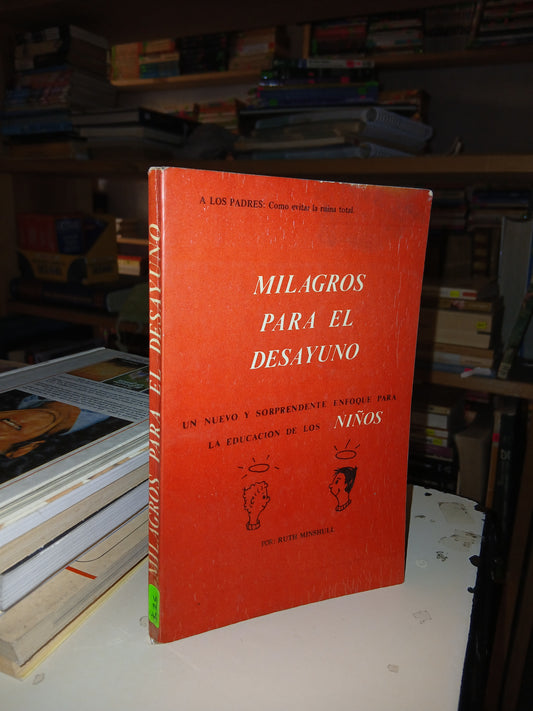 A LOS PADRES: Como evitar la ruina total.
MILAGROS
PARA EL
DESAYUNO
UN NUEVO Y SORPRENDENTE ENFOQUE PARA
LA EDUCACION DE LOS NIÑOS
POR: RUTH MINSHULL
MILAGROS PARA EL DESAYUNO